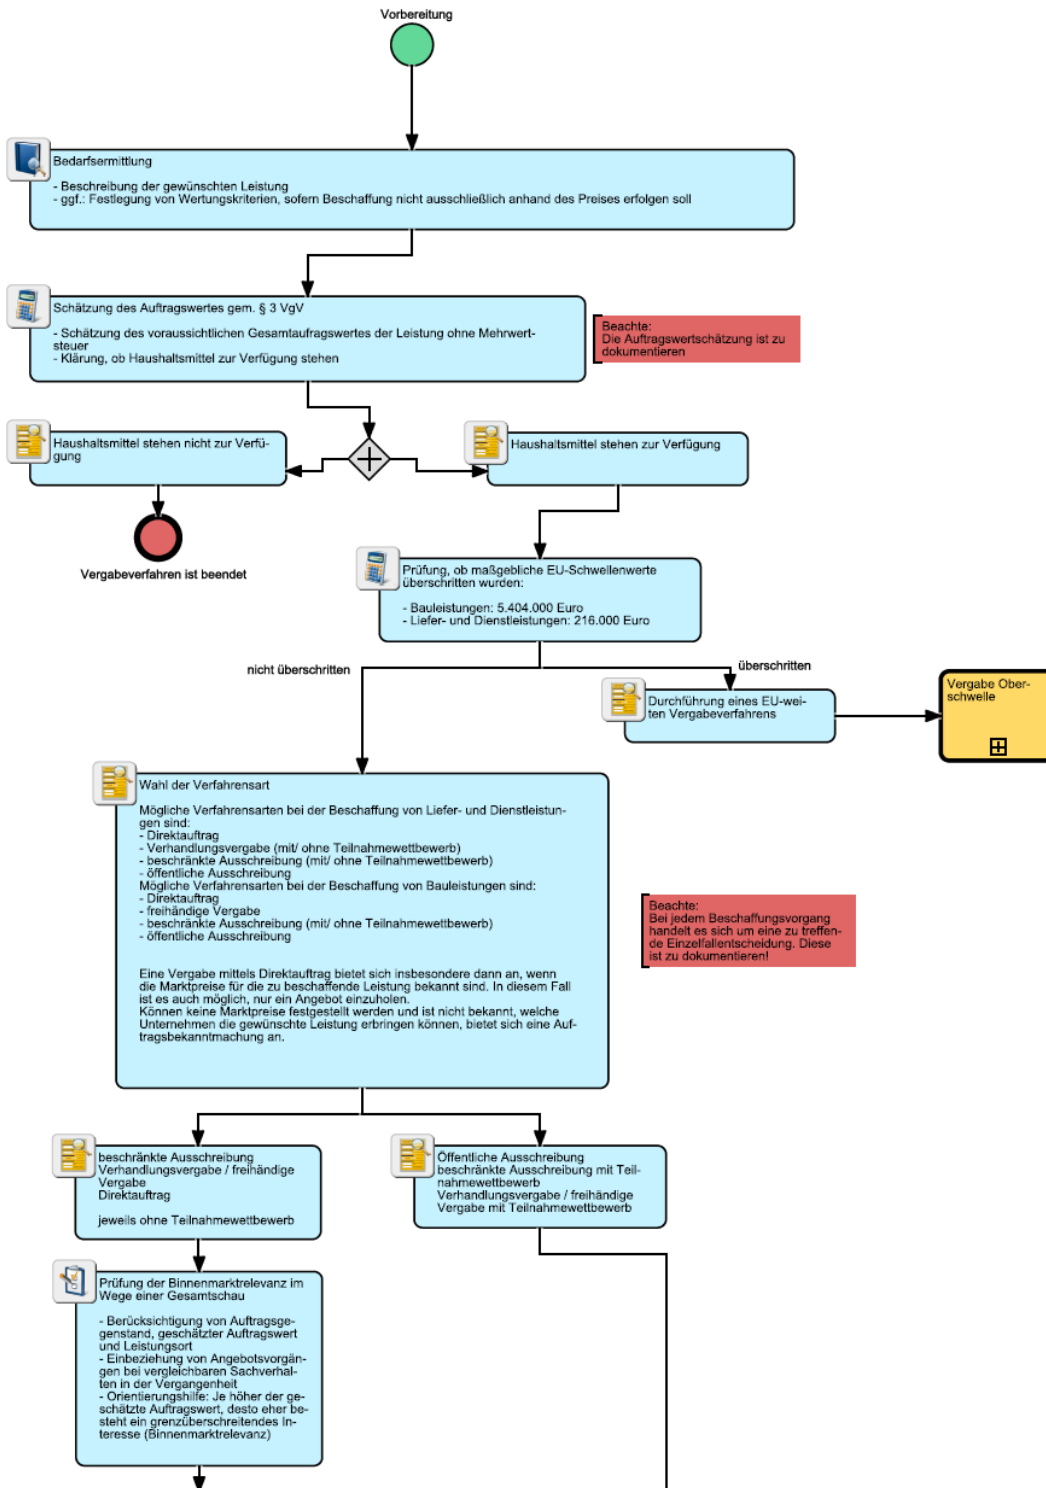 Vorbereitung
Bedarfsermittlung
- Beschreibung der gewünschten Leistung
- ggf.: Festlegung von Wertungskriterien, sofern Beschaffung nicht ausschließlich anhand des Preises erfolgen soll
Schätzung des Auftragswertes gem. § 3 VgV
- Schätzung des voraussichtlichen Gesamtaufragswertes der Leistung ohne Mehrwert-
steuer
- Klärung, ob Haushaltsmittel zur Verfügung stehen
Beachte:
Die Auftragswertschätzung ist zu
dokumentieren
Haushaltsmittel stehen nicht zur Verfü-
gung
Haushaltsmittel stehen zur Verfügung
Vergabeverfahren ist beendet
Prüfung, ob maßgebliche EU-Schwellenwerte
überschritten wurden:
- Bauleistungen: 5.404.000 Euro
- Liefer- und Dienstleistungen: 216.000 Euro
nicht überschritten
überschritten
Durchführung eines EU-wei-
ten Vergabeverfahrens
Vergabe Ober-
schwelle
Wahl der Verfahrensart
Mögliche Verfahrensarten bei der Beschaffung von Liefer- und Dienstleistun-
gen sind:
- Direktauftrag
- Verhandlungsvergabe (mit/ ohne Teilnahmewettbewerb)
- beschränkte Ausschreibung (mit/ ohne Teilnahmewettbewerb)
- öffentliche Ausschreibung
Mögliche Verfahrensarten bei der Beschaffung von Bauleistungen sind:
- Direktauftrag
- freihändige Vergabe
- beschränkte Ausschreibung (mit/ ohne Teilnahmewettbewerb)
- öffentliche Ausschreibung
Eine Vergabe mittels Direktauftrag bietet sich insbesondere dann an, wenn
die Marktpreise für die zu beschaffende Leistung bekannt sind. In diesem Fall
ist es auch möglich, nur ein Angebot einzuholen.
Können keine Marktpreise festgestellt werden und ist nicht bekannt, welche
Unternehmen die gewünschte Leistung erbringen können, bietet sich eine Auf-
tragsbekanntmachung an.
Beachte:
Bei jedem Beschaffungsvorgang
handelt es sich um eine zu treffen-
de Einzelfallentscheidung. Diese
ist zu dokumentieren!
beschränkte Ausschreibung
Verhandlungsvergabe / freihändige
Vergabe
Direktauftrag
jeweils ohne Teilnahmewettbewerb
Öffentliche Ausschreibung
beschränkte Ausschreibung mit Teil-
nahmewettbewerb
Verhandlungsvergabe / freihändige
Vergabe mit Teilnahmewettbewerb
Prüfung der Binnenmarktrelevanz im
Wege einer Gesamtschau
- Berücksichtigung von Auftragsge-
genstand, geschätzter Auftragswert
und Leistungsort
- Einbeziehung von Angebotsvorgän-
gen bei vergleichbaren Sachverhal-
ten in der Vergangenheit
- Orientierungshilfe: Je höher der ge-
schätzte Auftragswert, desto eher be-
steht ein grenzüberschreitendes In-
teresse (Binnenmarktrelevanz)